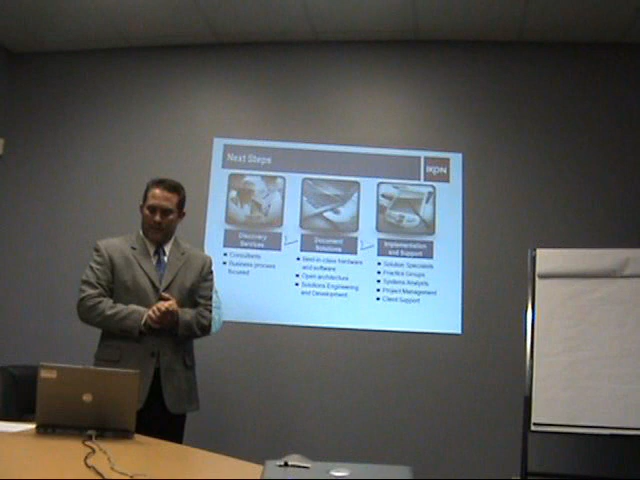 Next Steps
IKON
Discovery
Services
Consultants
Business process
focused
Document
Solutions
Best-in-class hardware
and software
Open architecture
Solutions Engineering
and Development
Implementation
and Support
Solution Specialists
Practice Groups
Systems Analysts
Project Management
Client Support